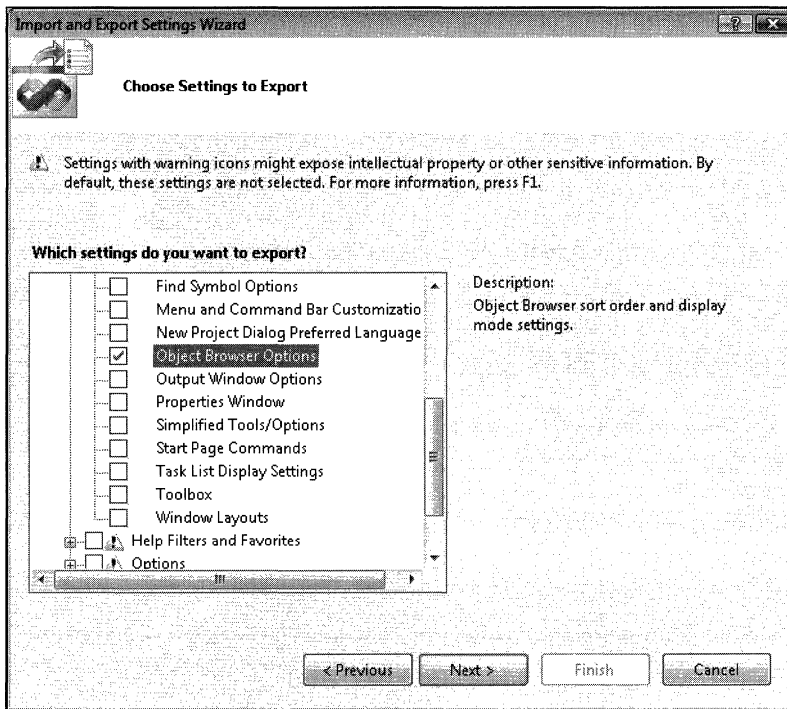 Import and Export Settings Wizard
Choose Settings to Export
Settings with warning icons might expose intellectual property or other sensitive information. By
default, these settings are not selected. For more information, press F1.
Which settings do you want to export?
Find Symbol Options
Menu and Command Bar Customizatio
New Project Dialog Preferred Language
Object Browser Options
Output Window Options
Properties Window
Simplified Tools/Options
Start Page Commands
Task List Display Settings
Toolbox
Window Layouts
Help Filters and Favorites
Options
Description:
Object Browser sort order and display
mode settings.
< Previous
Next >
Finish
Cancel